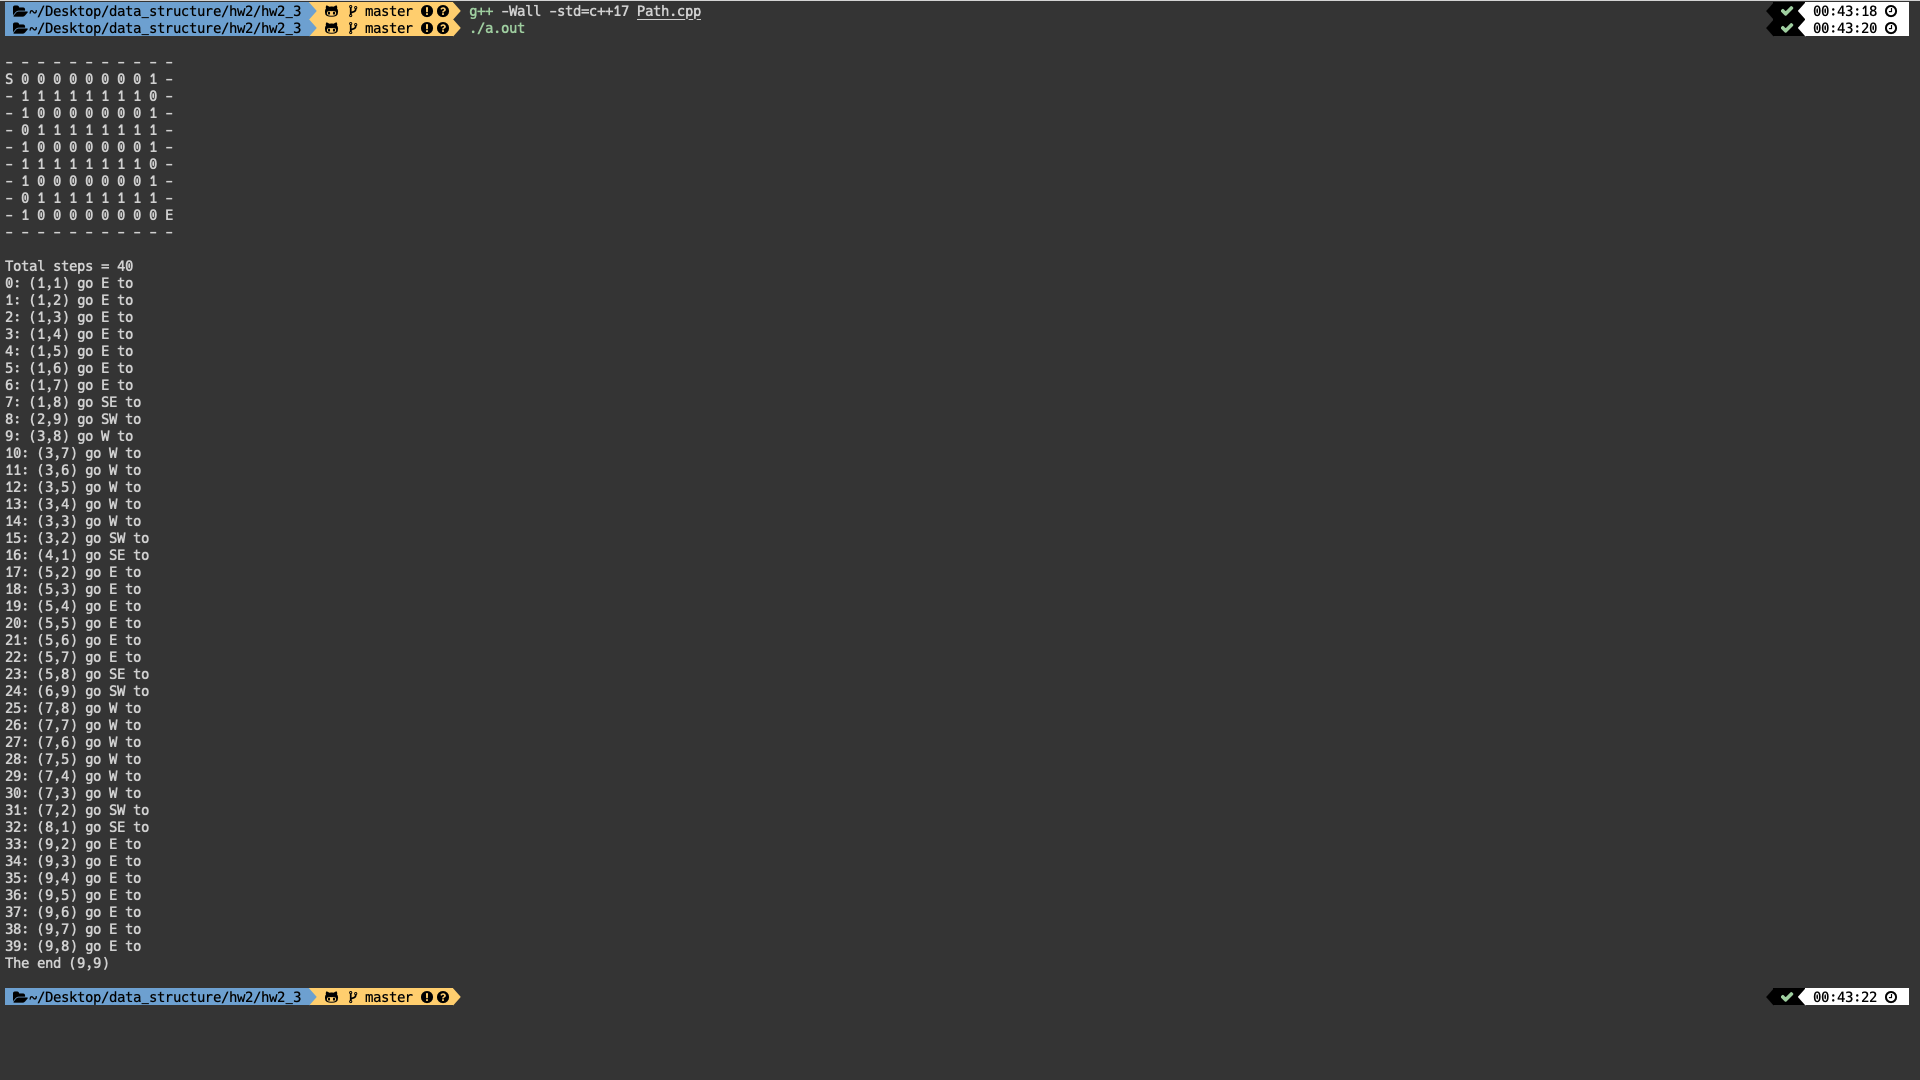 ~/Desktop/data_structure/hw2/hw2_3 master g++ -Wall -std=c++17 Path.cpp 00:43:18
~/Desktop/data_structure/hw2/hw2_3 master ./a.out 00:43:20
- - - - - - - - - - -
S 0 0 0 0 0 0 0 0 1 -
- 1 1 1 1 1 1 1 1 0 -
- 1 0 0 0 0 0 0 0 1 -
- 0 1 1 1 1 1 1 1 1 -
- 1 0 0 0 0 0 0 0 1 -
- 1 1 1 1 1 1 1 1 0 -
- 1 0 0 0 0 0 0 0 1 -
- 0 1 1 1 1 1 1 1 1 -
- 1 0 0 0 0 0 0 0 0 E
- - - - - - - - - - -
Total steps = 40
0: (1,1) go E to
1: (1,2) go E to
2: (1,3) go E to
3: (1,4) go E to
4: (1,5) go E to
5: (1,6) go E to
6: (1,7) go E to
7: (1,8) go SE to
8: (2,9) go SW to
9: (3,8) go W to
10: (3,7) go W to
11: (3,6) go W to
12: (3,5) go W to
13: (3,4) go W to
14: (3,3) go W to
15: (3,2) go SW to
16: (4,1) go SE to
17: (5,2) go E to
18: (5,3) go E to
19: (5,4) go E to
20: (5,5) go E to
21: (5,6) go E to
22: (5,7) go E to
23: (5,8) go SE to
24: (6,9) go SW to
25: (7,8) go W to
26: (7,7) go W to
27: (7,6) go W to
28: (7,5) go W to
29: (7,4) go W to
30: (7,3) go W to
31: (7,2) go SW to
32: (8,1) go SE to
33: (9,2) go E to
34: (9,3) go E to
35: (9,4) go E to
36: (9,5) go E to
37: (9,6) go E to
38: (9,7) go E to
39: (9,8) go E to
The end (9,9)
~/Desktop/data_structure/hw2/hw2_3 master 00:43:22